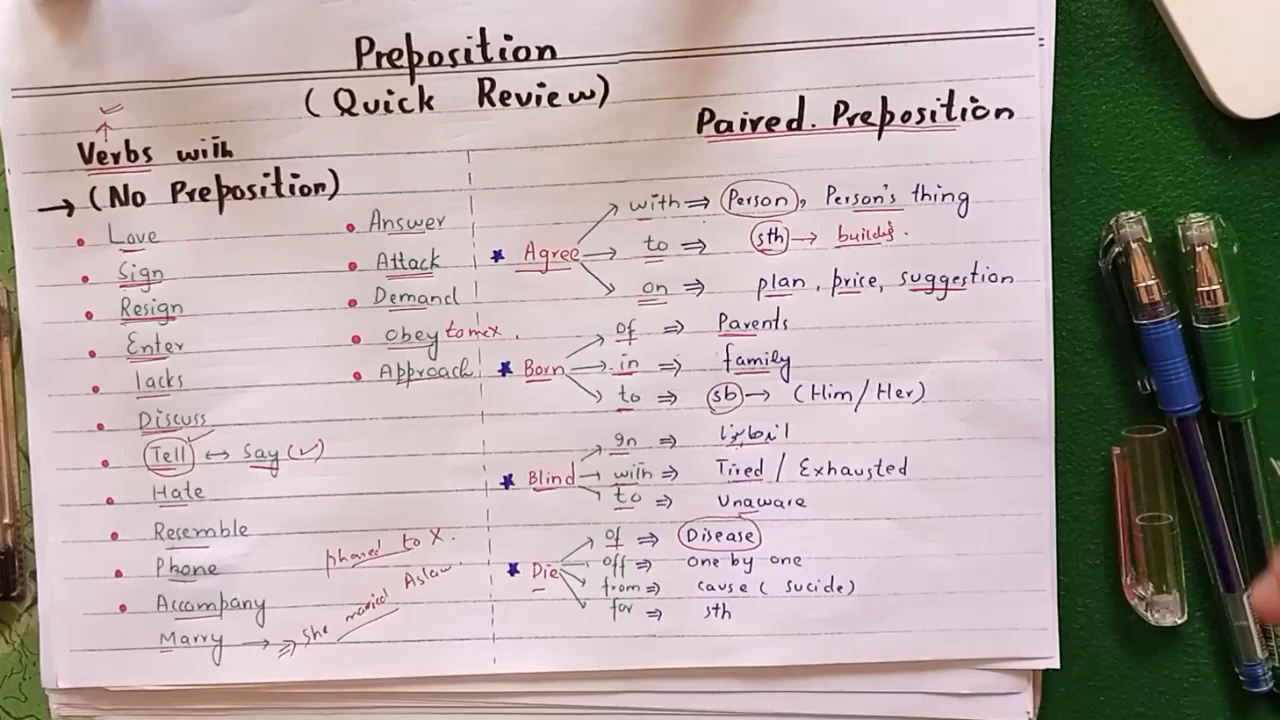 Preposition
(Quick Review)
Verbs with
→ (No Preposition)
• Love
• Sign
• Resign
• Enter
• lacks
• Discuss
• Tell ↔ Say (✓)
• Hate
• Resemble
• Phone
phoned to X.
• Accompany
Marry → ⇒ She married Aslam.
• Answer
• Attack
• Demand
• obey to me x.
• Approach
Paired. Preposition
★ Agree
with ⇒ Person, Person's thing
to ⇒ sth →
on ⇒ plan, price, suggestion
★ Born
of ⇒ Parents
in ⇒ family
to ⇒ sb → (Him/Her)
★ Blind
in ⇒
with ⇒ Tired / Exhausted
to ⇒ Unaware
★ Die
of ⇒ Disease
off ⇒ one by one
from ⇒ cause ( sucide)
for ⇒ sth